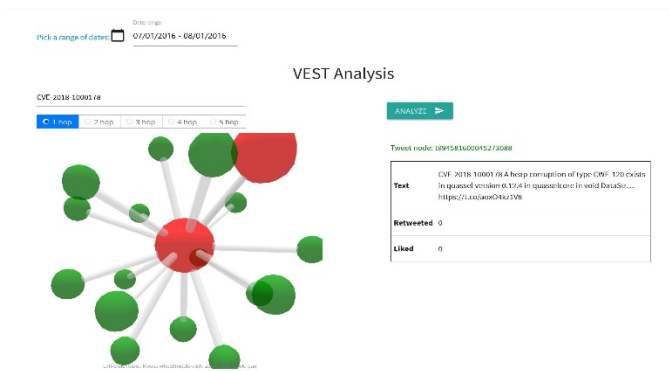 Date range
Pick a range of dates:
07/01/2016 - 08/01/2016
VEST Analysis
CVE-2018-1000178
1 hop
2 hop
3 hop
4 hop
5 hop
ANALYZE
Tweet node:
Text
CVE-2018-1000178 A heap corruption of type CWE-120 exists
in quassel version 0.12.4 in quasselcore in void DataStr...
Retweeted 0
Liked 0